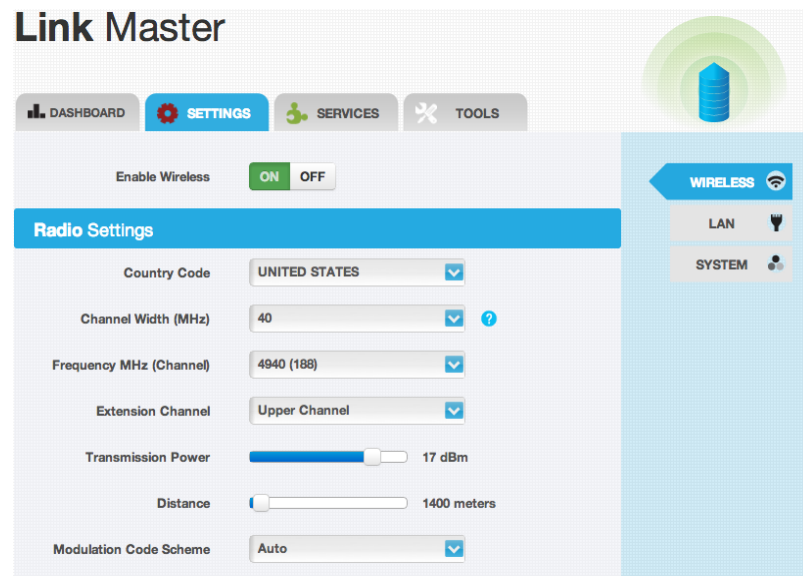 Link Master
DASHBOARD SETTINGS SERVICES TOOLS
Enable Wireless ON OFF
WIRELESS
Radio Settings
LAN
Country Code UNITED STATES
SYSTEM
Channel Width (MHz) 40 ?
Frequency MHz (Channel) 4940 (188)
Extension Channel Upper Channel
Transmission Power 17 dBm
Distance 1400 meters
Modulation Code Scheme Auto